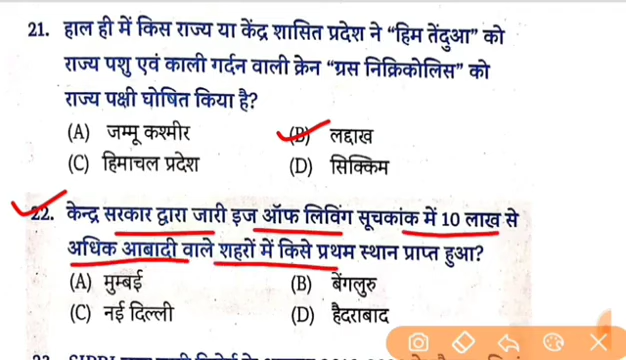 21. हाल ही में किस राज्य या केंद्र शासित प्रदेश ने “हिम तेंदुआ” को
राज्य पशु एवं काली गर्दन वाली क्रेन “ग्रस निक्रिकोलिस” को
राज्य पक्षी घोषित किया है?
(A) जम्मू कश्मीर (B) लद्दाख
(C) हिमाचल प्रदेश (D) सिक्किम
22. केन्द्र सरकार द्वारा जारी इज ऑफ लिविंग सूचकांक में 10 लाख से
अधिक आबादी वाले शहरों में किसे प्रथम स्थान प्राप्त हुआ?
(A) मुम्बई (B) बेंगलुरु
(C) नई दिल्ली (D) हैदराबाद